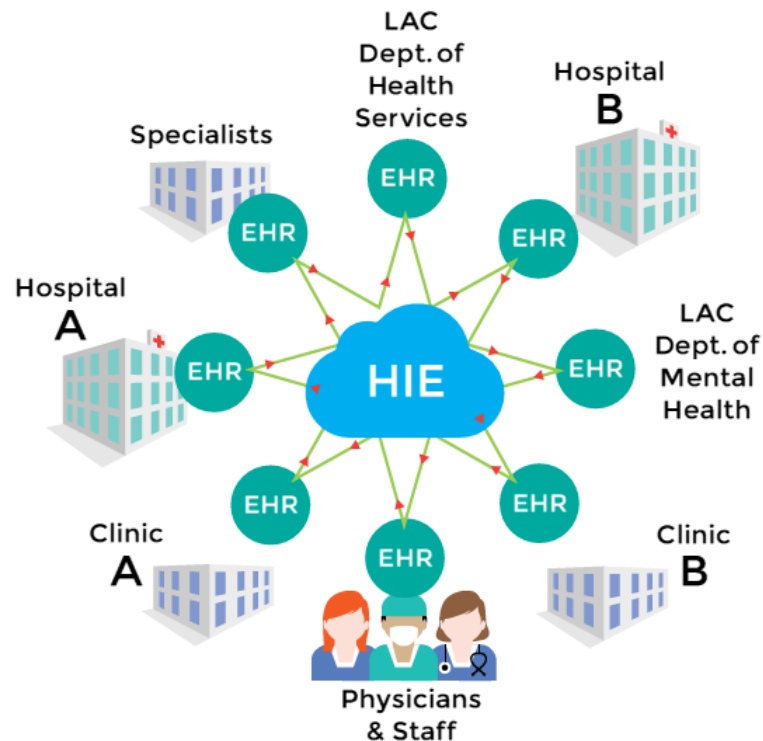 LAC
Dept. of
Health
Services
EHR
Hospital
B
EHR
Specialists
EHR
Hospital
A
EHR
HIE
LAC
Dept. of
Mental
Health
EHR
Clinic
A
EHR
Clinic
B
EHR
EHR
Physicians
& Staff